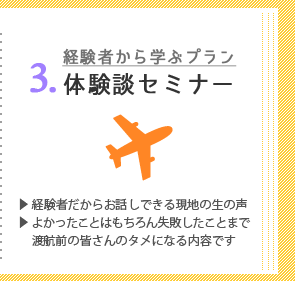 経験者から学ぶプラン
3. 体験談セミナー
▶ 経験者だからお話しできる現地の生の声
▶ よかったことはもちろん失敗したことまで
渡航前の皆さんのタメになる内容です